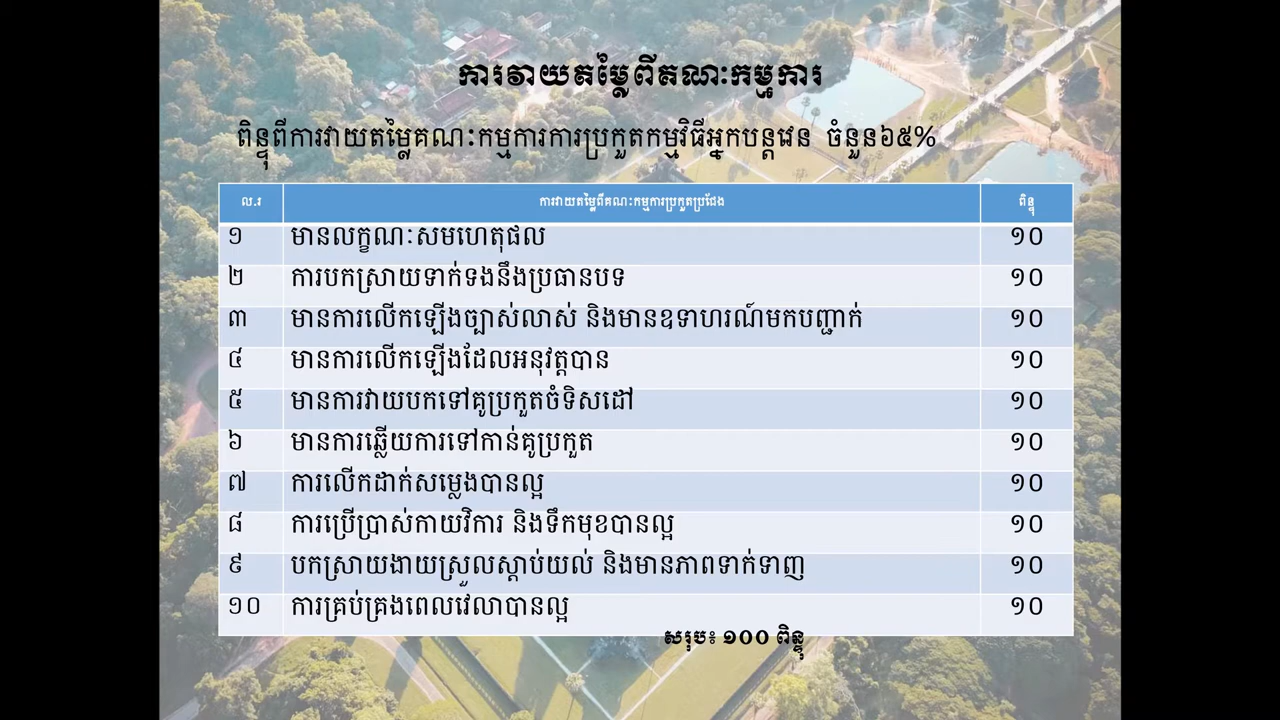 ការវាយតម្លៃពីគណៈកម្មការ
ពិន្ទុពីការវាយតម្លៃគណៈកម្មការការប្រកួតកម្មវិធីអ្នកបន្តវេន ចំនួន៦៥%
ល.រ ការវាយតម្លៃពីគណៈកម្មការប្រកួតប្រជែង ពិន្ទុ
១ មានលក្ខណៈសមហេតុផល ១០
២ ការបកស្រាយទាក់ទងនឹងប្រធានបទ ១០
៣ មានការលើកឡើងច្បាស់លាស់ និងមានឧទាហរណ៍មកបញ្ជាក់ ១០
៤ មានការលើកឡើងដែលអនុវត្តបាន ១០
៥ មានការវាយបកទៅគូប្រកួតចំទិសដៅ ១០
៦ មានការឆ្លើយការទៅកាន់គូប្រកួត ១០
៧ ការលើកដាក់សម្លេងបានល្អ ១០
៨ ការប្រើប្រាស់កាយវិការ និងទឹកមុខបានល្អ ១០
៩ បកស្រាយងាយស្រួលស្តាប់យល់ និងមានភាពទាក់ទាញ ១០
១០ ការគ្រប់គ្រងពេលវេលាបានល្អ ១០
សរុប៖ ១០០ ពិន្ទុ